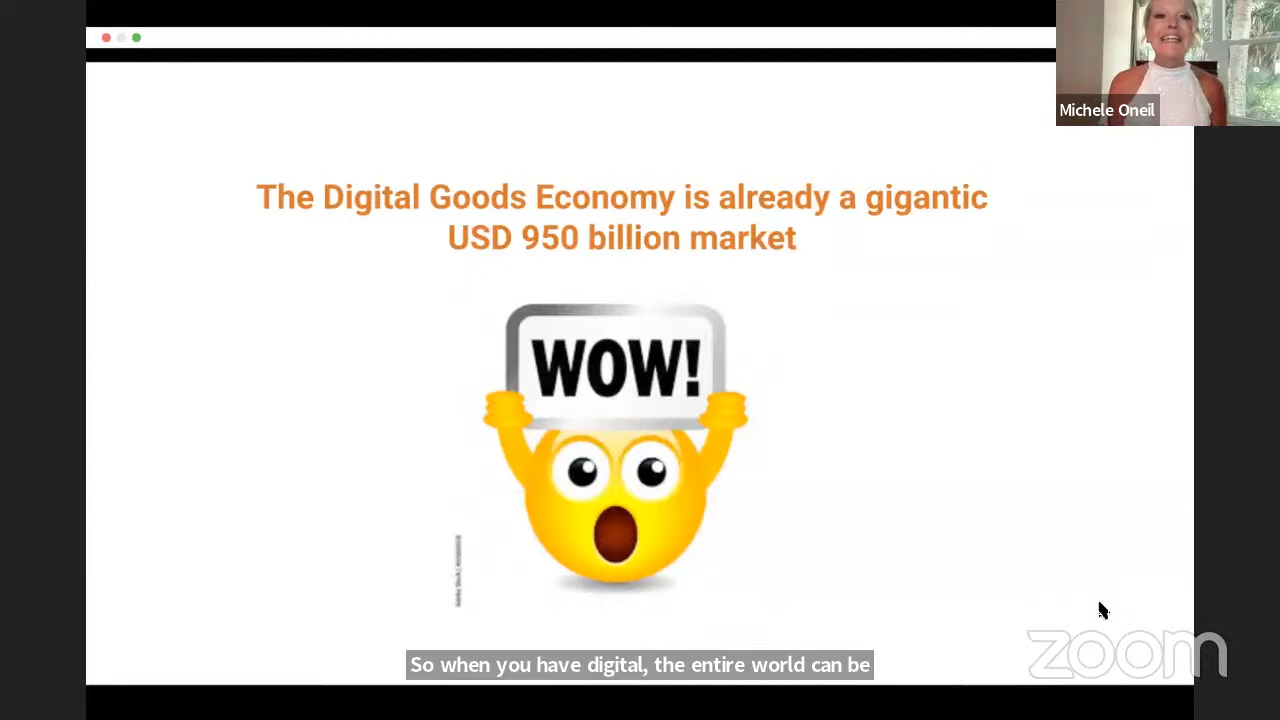 Michele Oneil
The Digital Goods Economy is already a gigantic
USD 950 billion market
WOW!
So when you have digital, the entire world can be
zoom